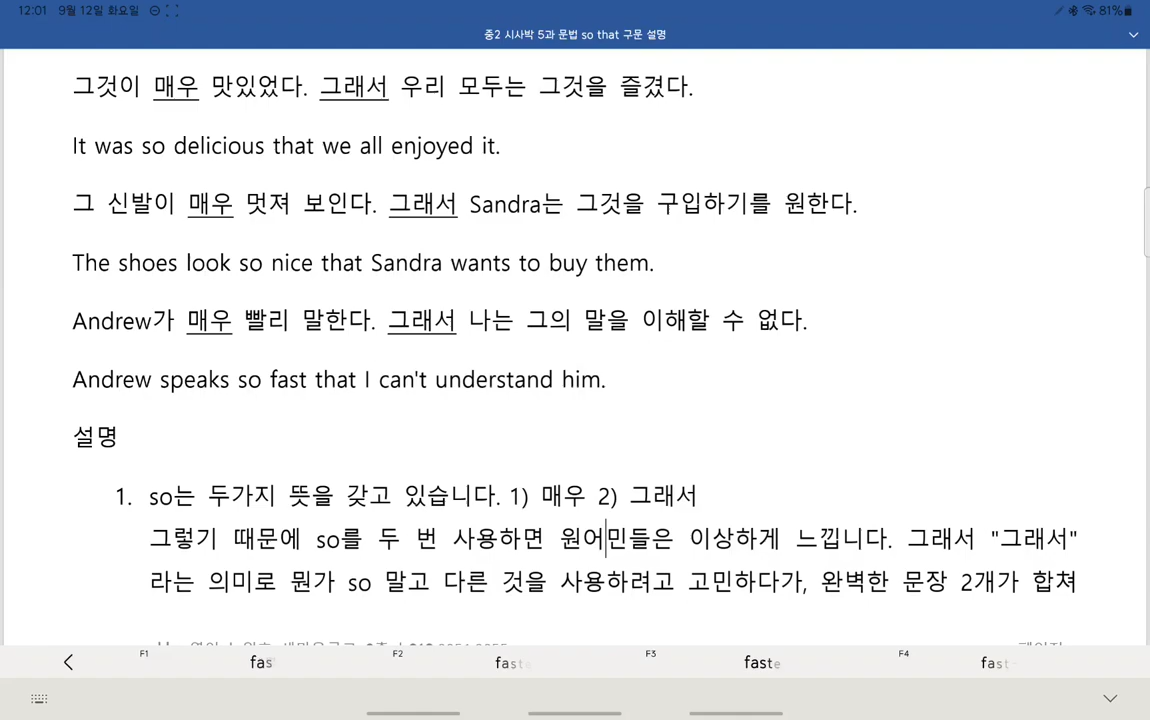 12:01 9월 12일 화요일 81%
중2 시사박 5과 문법 so that 구문 설명
그것이 매우 맛있었다. 그래서 우리 모두는 그것을 즐겼다.
It was so delicious that we all enjoyed it.
그 신발이 매우 멋져 보인다. 그래서 Sandra는 그것을 구입하기를 원한다.
The shoes look so nice that Sandra wants to buy them.
Andrew가 매우 빨리 말한다. 그래서 나는 그의 말을 이해할 수 없다.
Andrew speaks so fast that I can't understand him.
설명
1. so는 두가지 뜻을 갖고 있습니다. 1) 매우 2) 그래서
그렇기 때문에 so를 두 번 사용하면 원어민들은 이상하게 느낍니다. 그래서 "그래서"
라는 의미로 뭔가 so 말고 다른 것을 사용하려고 고민하다가, 완벽한 문장 2개가 합쳐
F1 fas F2 fast F3 faste F4 fast